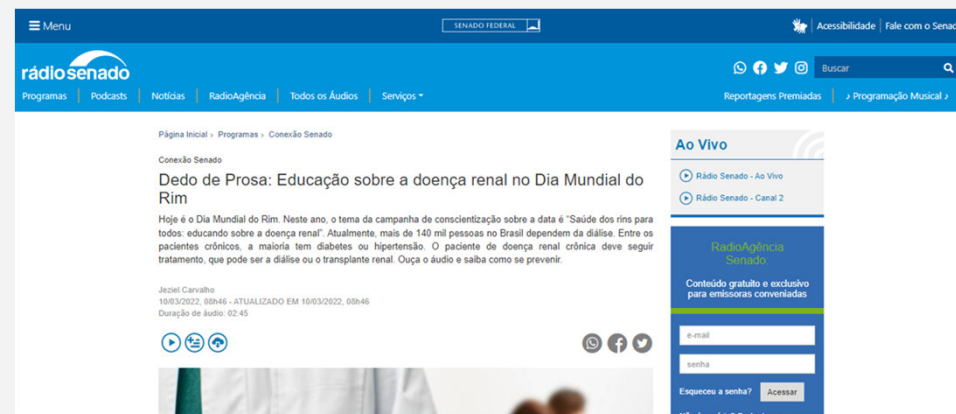 Menu
SENADO FEDERAL
Acessibilidade
Fale com o Senad
rádiosenado
Buscar
Programas
Podcasts
Notícias
RadioAgência
Todos os Áudios
Serviços
Reportagens Premiadas
♪ Programação Musical ♪
Página Inicial › Programas › Conexão Senado
Conexão Senado
Dedo de Prosa: Educação sobre a doença renal no Dia Mundial do
Rim
Hoje é o Dia Mundial do Rim. Neste ano, o tema da campanha de conscientização sobre a data é “Saúde dos rins para
todos: educando sobre a doença renal”. Atualmente, mais de 140 mil pessoas no Brasil dependem da diálise. Entre os
pacientes crônicos, a maioria tem diabetes ou hipertensão. O paciente de doença renal crônica deve seguir
tratamento, que pode ser a diálise ou o transplante renal. Ouça o áudio e saiba como se prevenir.
Jeziel Carvalho
10/03/2022, 08h46 - ATUALIZADO EM 10/03/2022, 08h46
Duração de áudio: 02:45
Ao Vivo
Rádio Senado - Ao Vivo
Rádio Senado - Canal 2
RadioAgência
Senado:
Conteúdo gratuito e exclusivo
para emissoras conveniadas
e-mail
senha
Esqueceu a senha?
Acessar